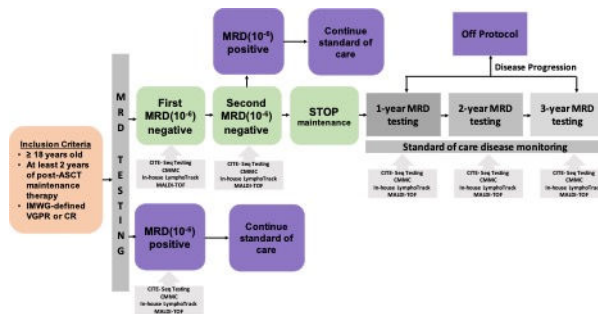 MRD(10⁻⁶)
positive
Continue
standard of
care
Off Protocol
Disease Progression
Inclusion Criteria
• ≥ 18 years old
• At least 2 years
of post-ASCT
maintenance
therapy
• IMWG-defined
VGPR or CR
MRD TESTING
First
MRD(10⁻⁶)
negative
Second
MRD(10⁻⁶)
negative
STOP
maintenance
1-year MRD
testing
2-year MRD
testing
3-year MRD
testing
Standard of care disease monitoring
CITE- Seq Testing
CMMC
In-house LymphoTrack
MALDI-TOF
CITE- Seq Testing
CMMC
In-house LymphoTrack
MALDI-TOF
CITE- Seq Testing
CMMC
In-house LymphoTrack
MALDI-TOF
CITE- Seq Testing
CMMC
In-house LymphoTrack
MALDI-TOF
CITE- Seq Testing
CMMC
In-house LymphoTrack
MALDI-TOF
MRD(10⁻⁶)
positive
Continue
standard of
care
CITE- Seq Testing
CMMC
In-house LymphoTrack
MALDI-TOF